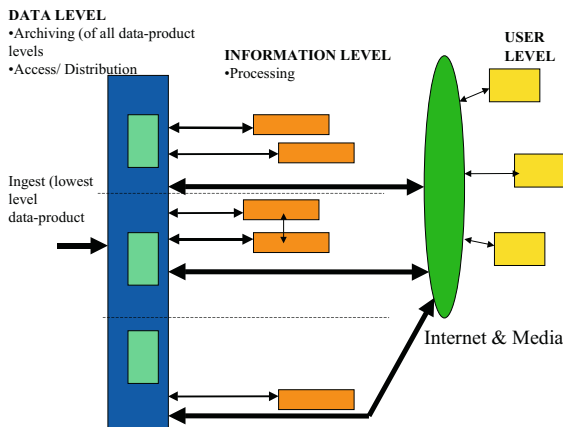 DATA LEVEL
•Archiving (of all data-product
levels
•Access/ Distribution
INFORMATION LEVEL
•Processing
USER
LEVEL
Ingest (lowest
level
data-product
Internet & Media